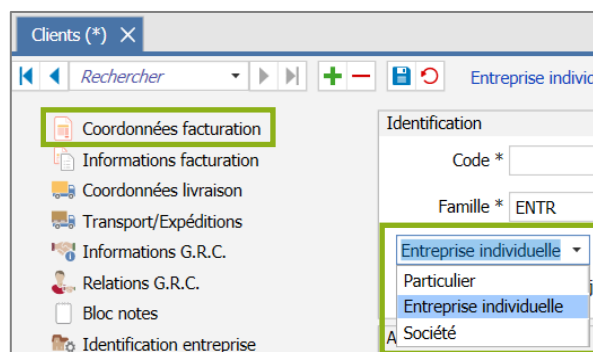 Clients (*)
Rechercher
Entreprise individ
Coordonnées facturation
Informations facturation
Coordonnées livraison
Transport/Expéditions
Informations G.R.C.
Relations G.R.C.
Bloc notes
Identification entreprise
Identification
Code *
Famille * ENTR
Entreprise individuelle
Particulier
Entreprise individuelle
Société